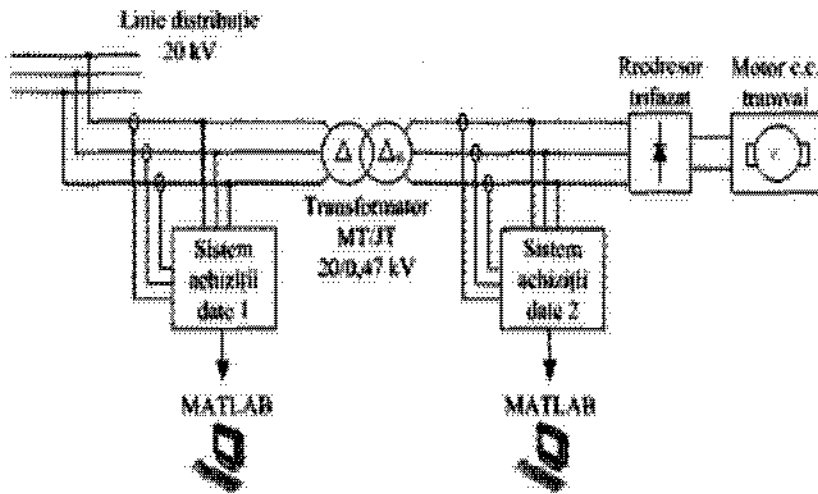 Linie distribuție
20 kV
Redresor
trifazat
Motor c.c.
tramvai
Δ
Transformator
MT/JT
20/0,47 kV
Sistem
achiziții
date 1
Sistem
achiziții
date 2
MATLAB
MATLAB